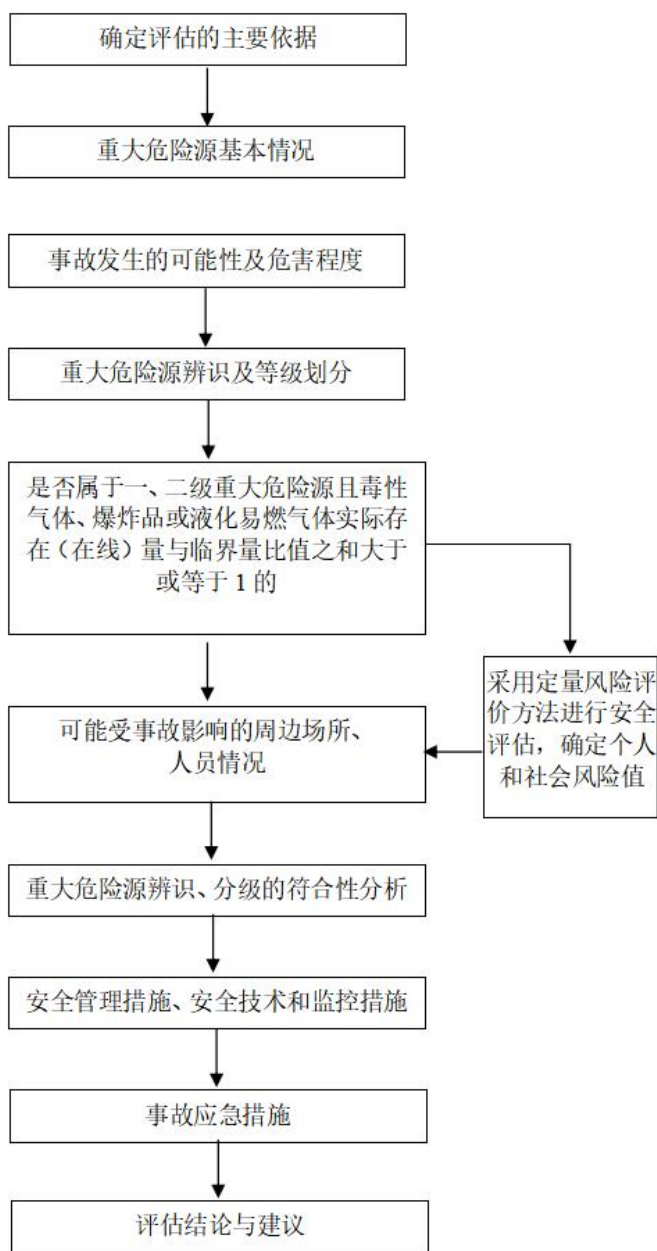 确定评估的主要依据
重大危险源基本情况
事故发生的可能性及危害程度
重大危险源辨识及等级划分
是否属于一、二级重大危险源且毒性
气体、爆炸品或液化易燃气体实际存
在（在线）量与临界量比值之和大于
或等于 1 的
采用定量风险评
价方法进行安全
评估，确定个人
和社会风险值
可能受事故影响的周边场所、
人员情况
重大危险源辨识、分级的符合性分析
安全管理措施、安全技术和监控措施
事故应急措施
评估结论与建议